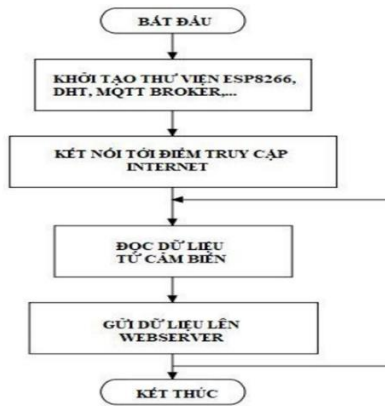 BẮT ĐẦU
KHỞI TẠO THƯ VIỆN ESP8266,
DHT, MQTT BROKER,...
KẾT NỐI TỚI ĐIỂM TRUY CẬP
INTERNET
ĐỌC DỮ LIỆU
TỪ CẢM BIẾN
GỬI DỮ LIỆU LÊN
WEBSERVER
KẾT THÚC